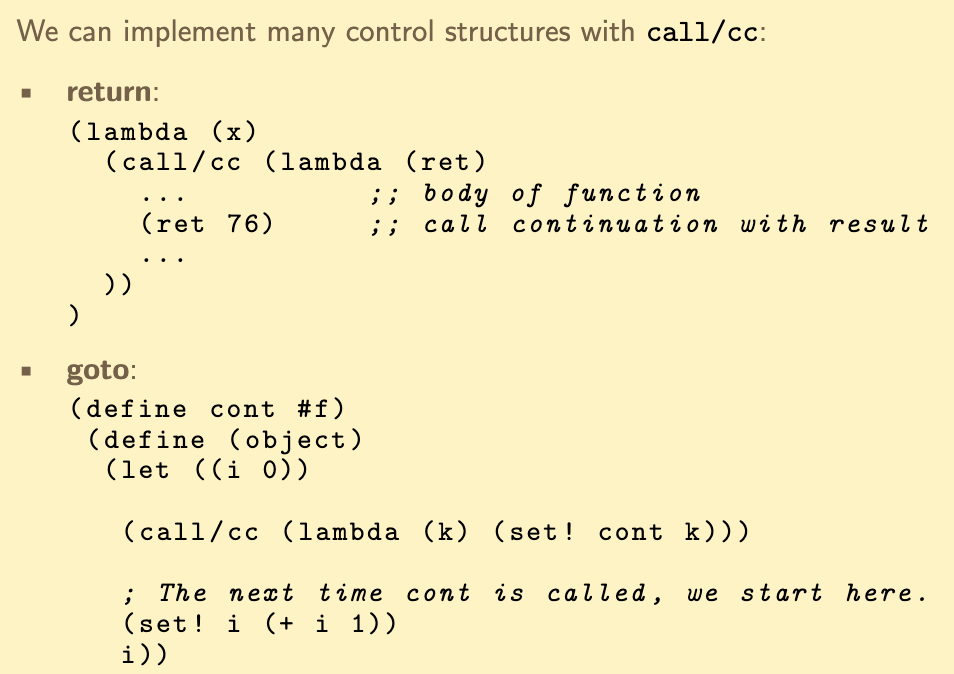 We can implement many control structures with call/cc:
▪ return:
(lambda (x)
  (call/cc (lambda (ret)
    ...          ;; body of function
    (ret 76)     ;; call continuation with result
    ...
  ))
)
▪ goto:
(define cont #f)
 (define (object)
  (let ((i 0))
   (call/cc (lambda (k) (set! cont k)))
   ; The next time cont is called, we start here.
   (set! i (+ i 1))
   i))